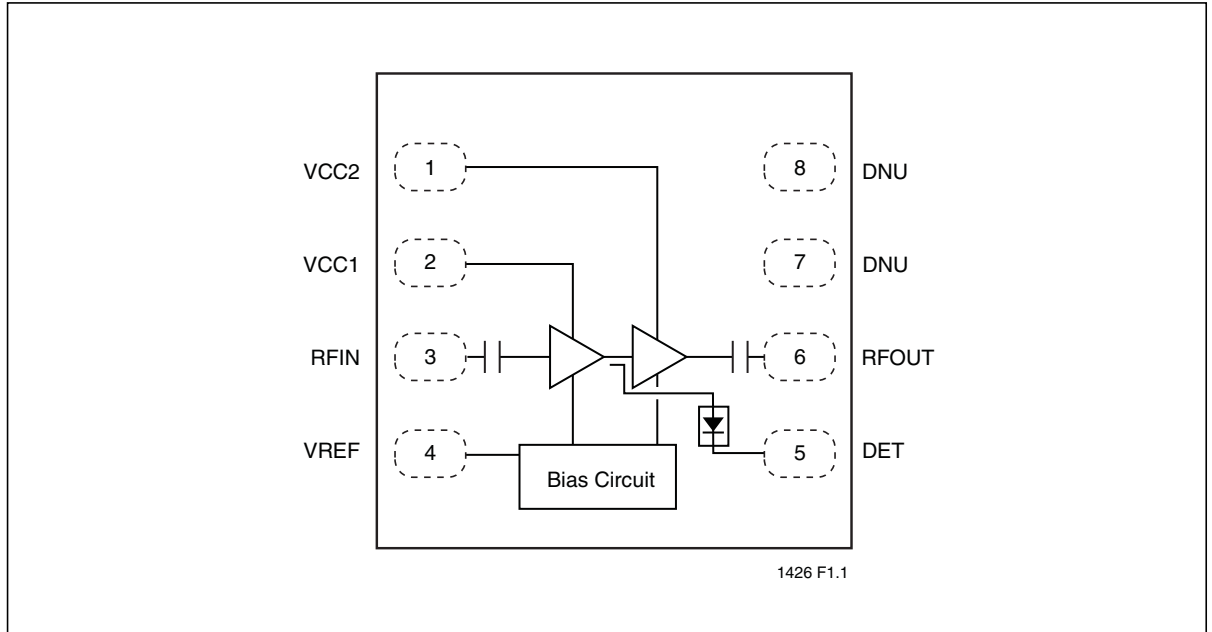 VCC2 1 8 DNU
VCC1 2 7 DNU
RFIN 3 6 RFOUT
VREF 4 Bias Circuit 5 DET
1426 F1.1